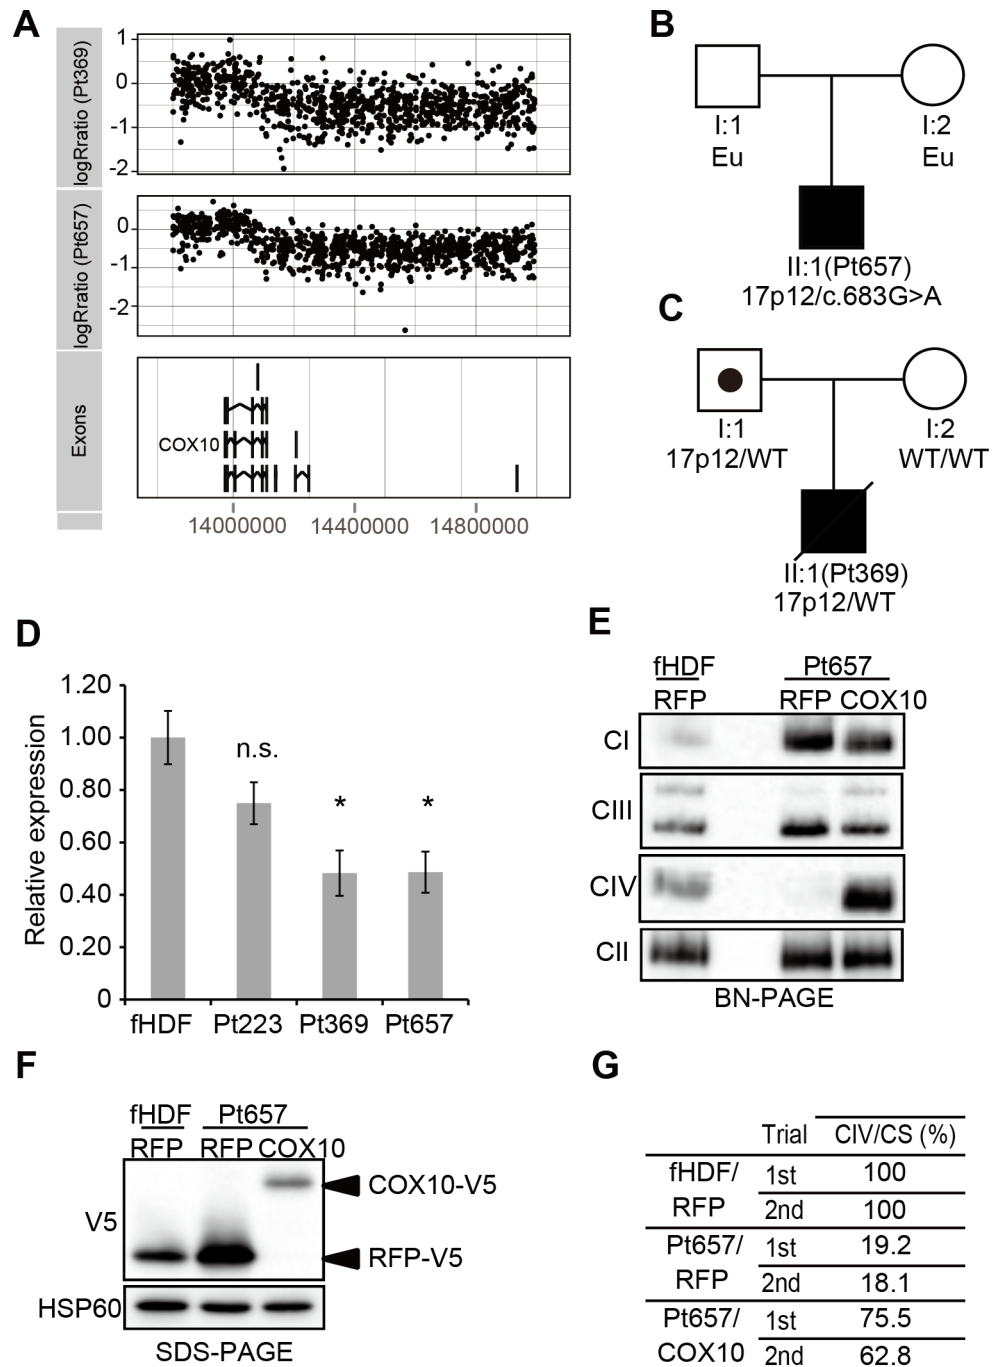 A
logRratio (Pt369)
1
0
-1
-2
logRratio (Pt657)
0
-1
-2
Exons
COX10
14000000 14400000 14800000
B
I:1 I:2
Eu Eu
II:1(Pt657)
17p12/c.683G>A
C
I:1 I:2
17p12/WT WT/WT
II:1(Pt369)
17p12/WT
D
Relative expression
1.20
1.00
0.80
0.60
0.40
0.20
0
n.s.
* *
fHDF Pt223 Pt369 Pt657
E
fHDF Pt657
RFP RFP COX10
CI
CIII
CIV
CII
BN-PAGE
F
fHDF Pt657
RFP RFP COX10
V5
COX10-V5
RFP-V5
HSP60
SDS-PAGE
G
Trial CIV/CS (%)
fHDF/ 1st 100
RFP 2nd 100
Pt657/ 1st 19.2
RFP 2nd 18.1
Pt657/ 1st 75.5
COX10 2nd 62.8